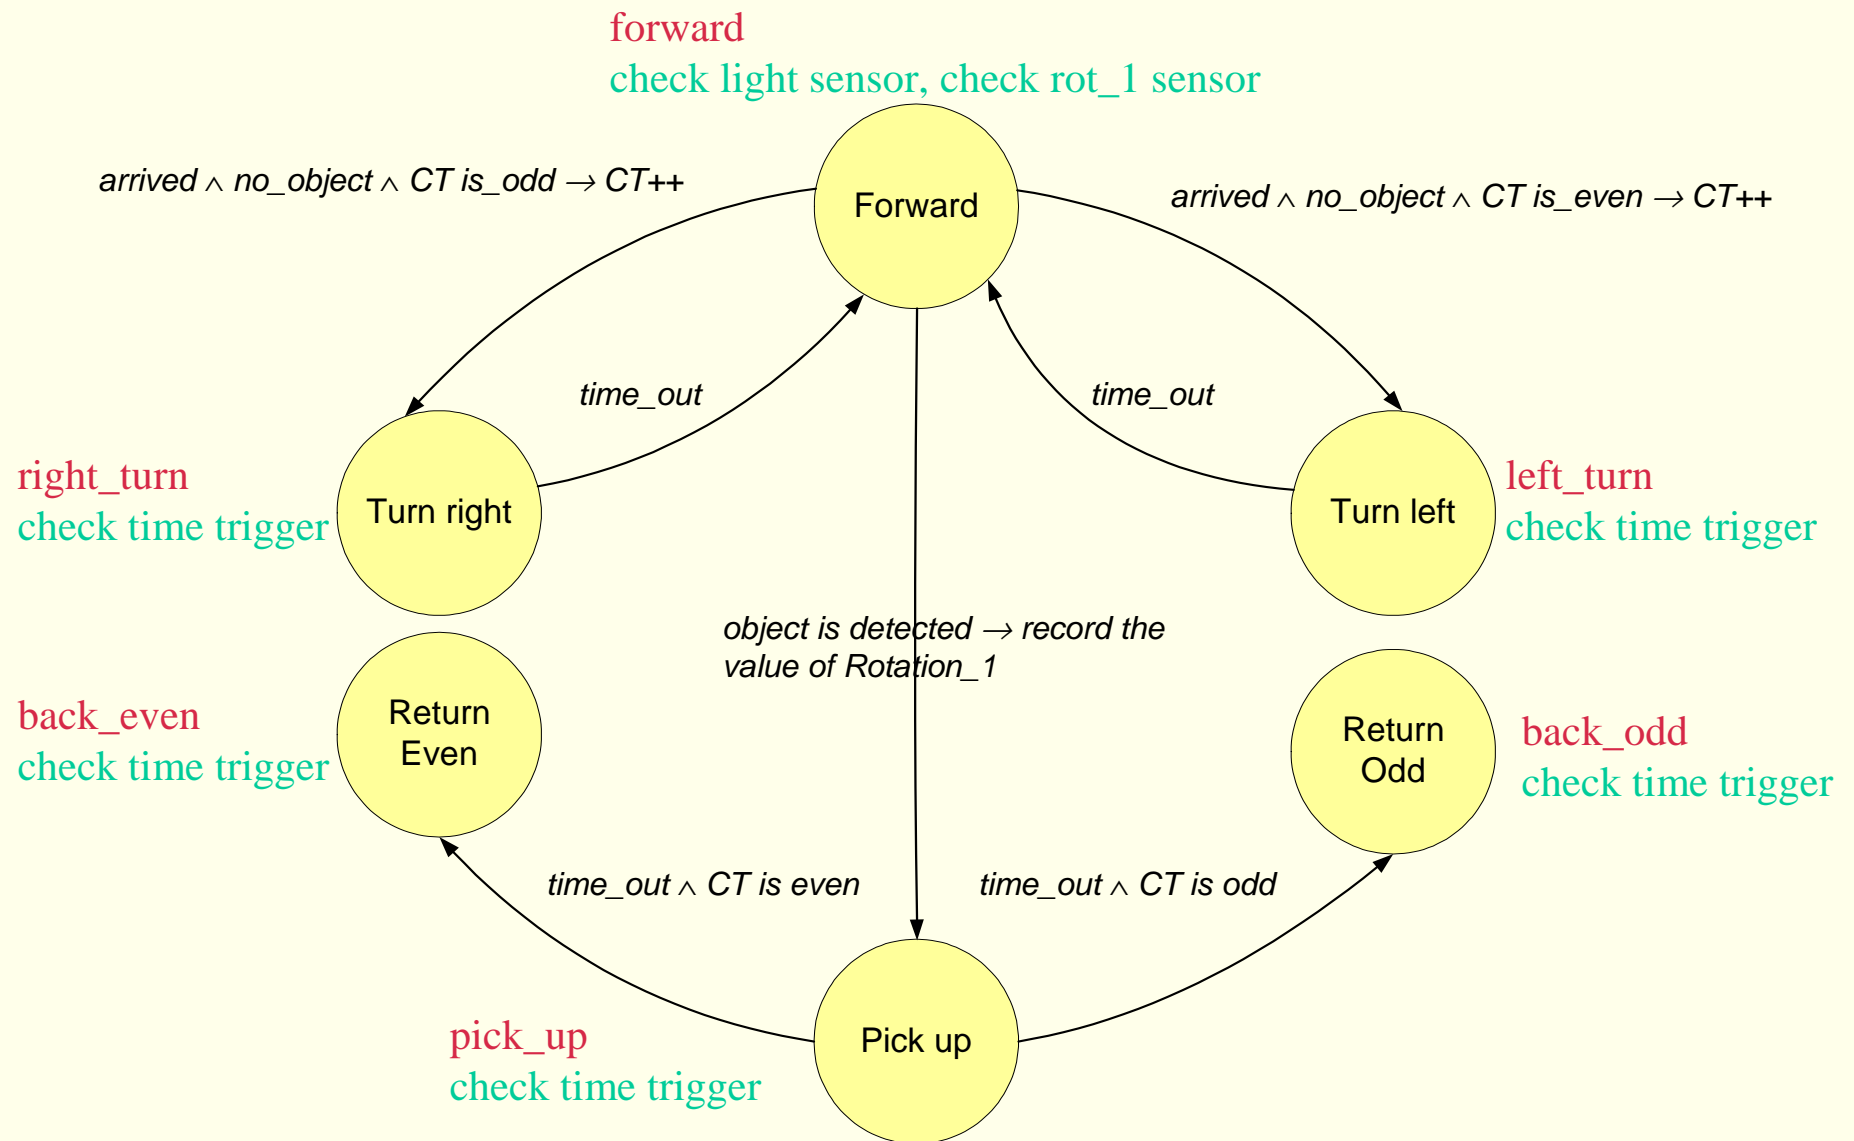 forward
check light sensor, check rot_1 sensor
arrived ∧ no_object ∧ CT is_odd → CT++
Forward
arrived ∧ no_object ∧ CT is_even → CT++
time_out
time_out
right_turn
check time trigger
Turn right
Turn left
left_turn
check time trigger
object is detected → record the
value of Rotation_1
back_even
check time trigger
Return
Even
Return
Odd
back_odd
check time trigger
time_out ∧ CT is even
time_out ∧ CT is odd
pick_up
check time trigger
Pick up